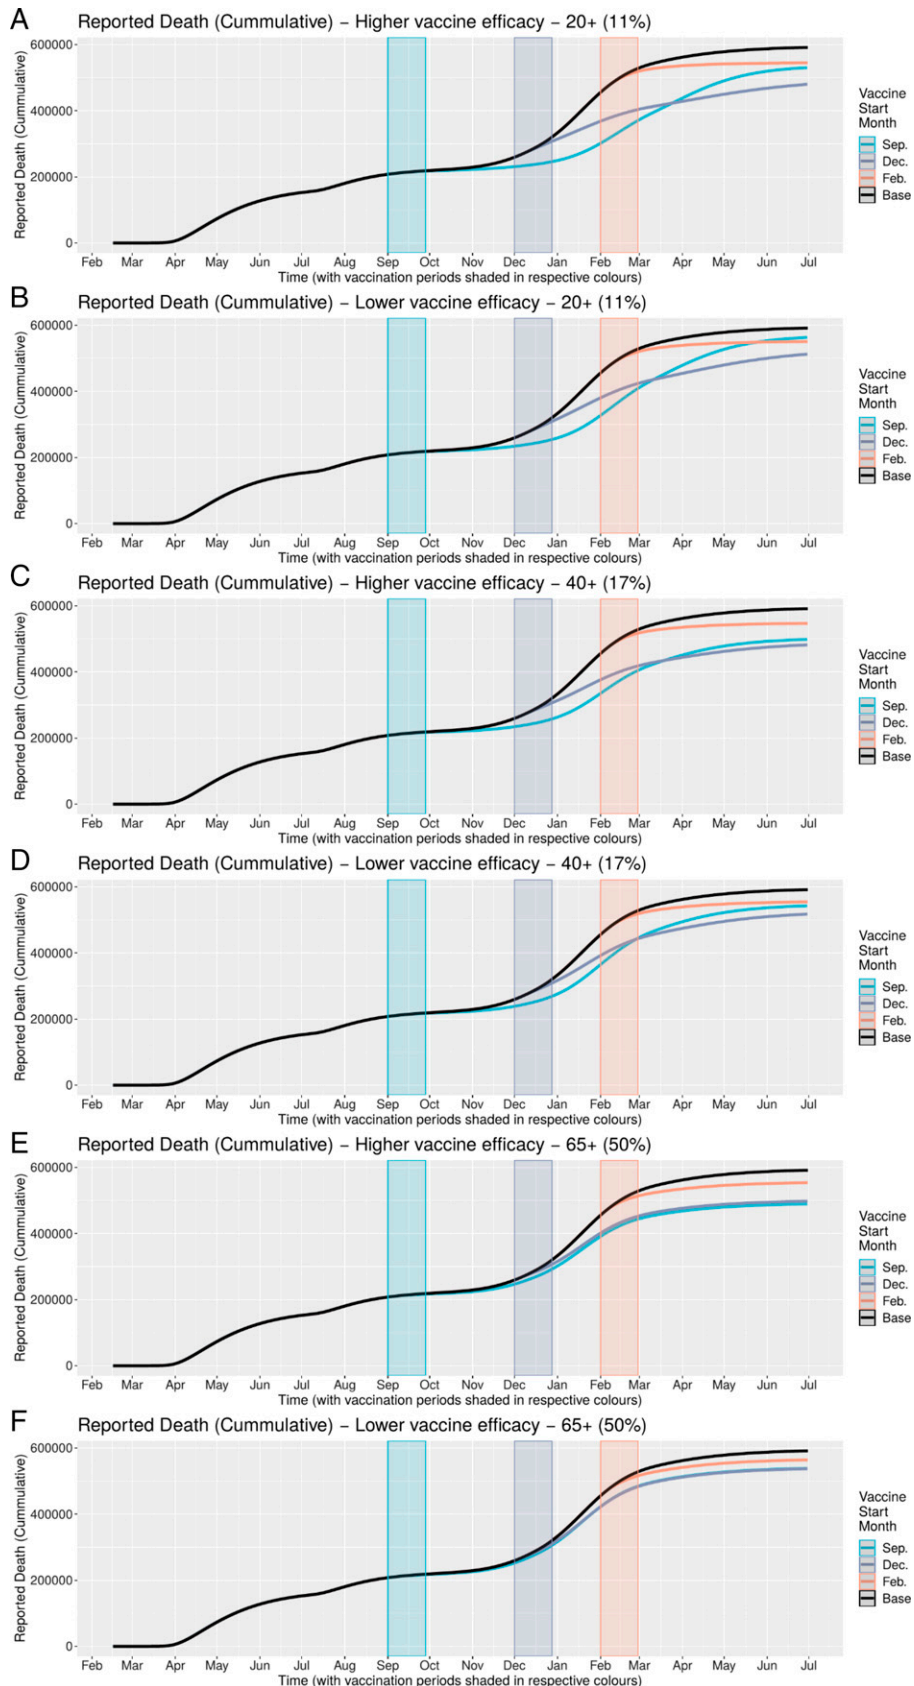 A
Reported Death (Cummulative) – Higher vaccine efficacy – 20+ (11%)
Reported Death (Cummulative)
600000
400000
200000
0
Feb Mar Apr May Jun Jul Aug Sep Oct Nov Dec Jan Feb Mar Apr May Jun Jul
Time (with vaccination periods shaded in respective colours)
Vaccine
Start
Month
Sep.
Dec.
Feb.
Base
B
Reported Death (Cummulative) – Lower vaccine efficacy – 20+ (11%)
Reported Death (Cummulative)
600000
400000
200000
0
Feb Mar Apr May Jun Jul Aug Sep Oct Nov Dec Jan Feb Mar Apr May Jun Jul
Time (with vaccination periods shaded in respective colours)
Vaccine
Start
Month
Sep.
Dec.
Feb.
Base
C
Reported Death (Cummulative) – Higher vaccine efficacy – 40+ (17%)
Reported Death (Cummulative)
600000
400000
200000
0
Feb Mar Apr May Jun Jul Aug Sep Oct Nov Dec Jan Feb Mar Apr May Jun Jul
Time (with vaccination periods shaded in respective colours)
Vaccine
Start
Month
Sep.
Dec.
Feb.
Base
D
Reported Death (Cummulative) – Lower vaccine efficacy – 40+ (17%)
Reported Death (Cummulative)
600000
400000
200000
0
Feb Mar Apr May Jun Jul Aug Sep Oct Nov Dec Jan Feb Mar Apr May Jun Jul
Time (with vaccination periods shaded in respective colours)
Vaccine
Start
Month
Sep.
Dec.
Feb.
Base
E
Reported Death (Cummulative) – Higher vaccine efficacy – 65+ (50%)
Reported Death (Cummulative)
600000
400000
200000
0
Feb Mar Apr May Jun Jul Aug Sep Oct Nov Dec Jan Feb Mar Apr May Jun Jul
Time (with vaccination periods shaded in respective colours)
Vaccine
Start
Month
Sep.
Dec.
Feb.
Base
F
Reported Death (Cummulative) – Lower vaccine efficacy – 65+ (50%)
Reported Death (Cummulative)
600000
400000
200000
0
Feb Mar Apr May Jun Jul Aug Sep Oct Nov Dec Jan Feb Mar Apr May Jun Jul
Time (with vaccination periods shaded in respective colours)
Vaccine
Start
Month
Sep.
Dec.
Feb.
Base